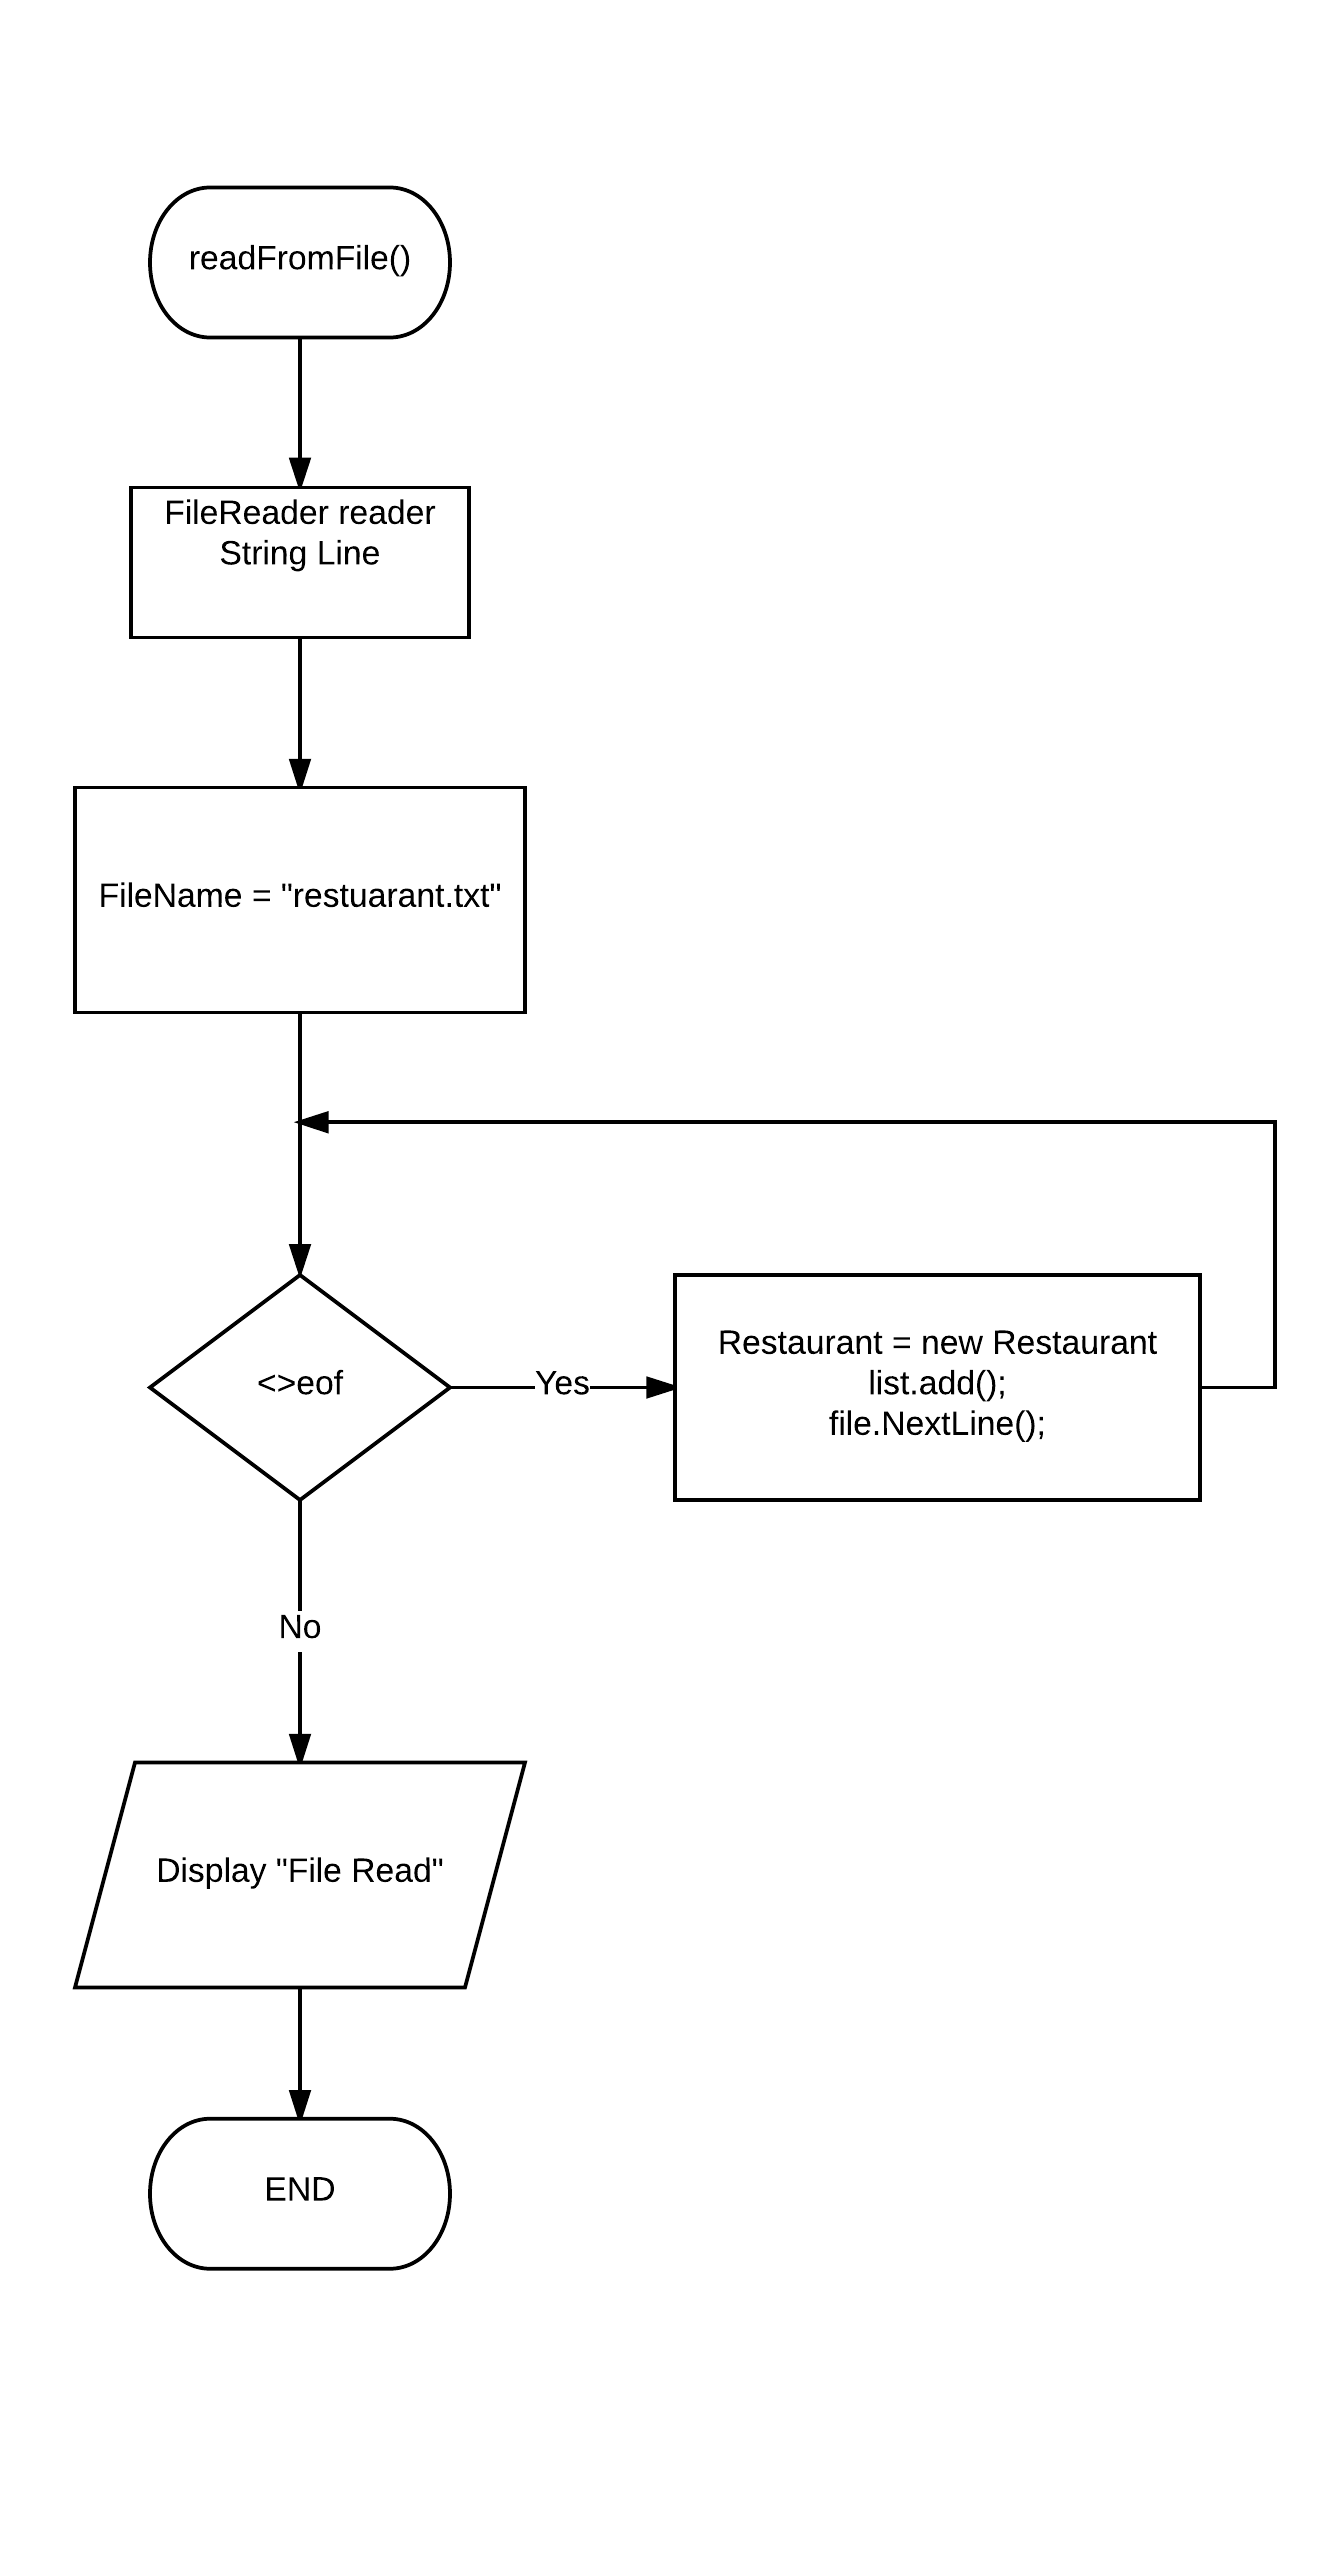 readFromFile()
FileReader reader
String Line
FileName = "restuarant.txt"
<>eof
Yes
Restaurant = new Restaurant
list.add();
file.NextLine();
No
Display "File Read"
END